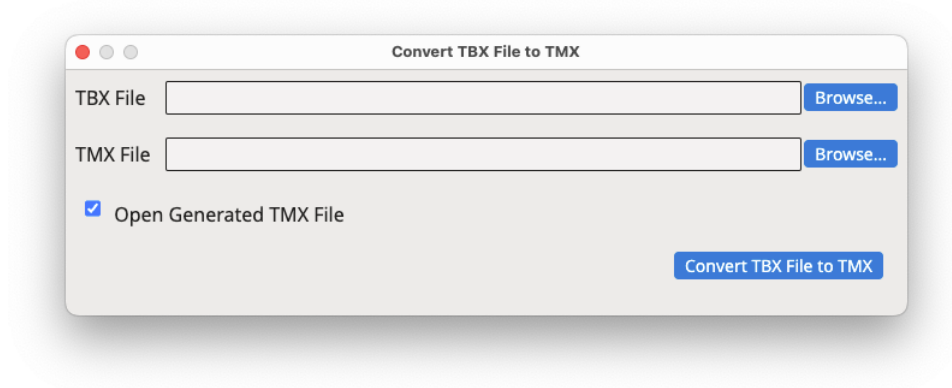 Convert TBX File to TMX
TBX File Browse...
TMX File Browse...
Open Generated TMX File
Convert TBX File to TMX